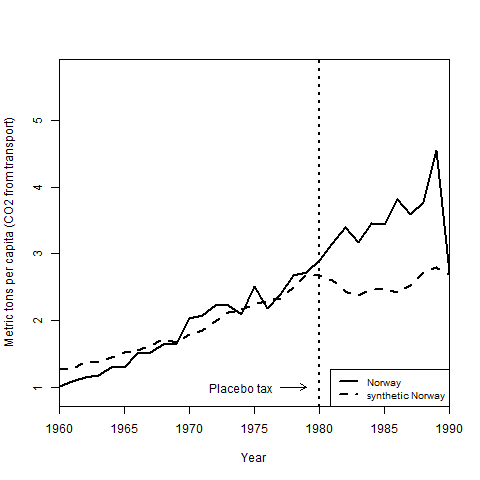 Metric tons per capita (CO2 from transport)
5
4
3
2
1
Placebo tax
Norway
synthetic Norway
1960 1965 1970 1975 1980 1985 1990
Year